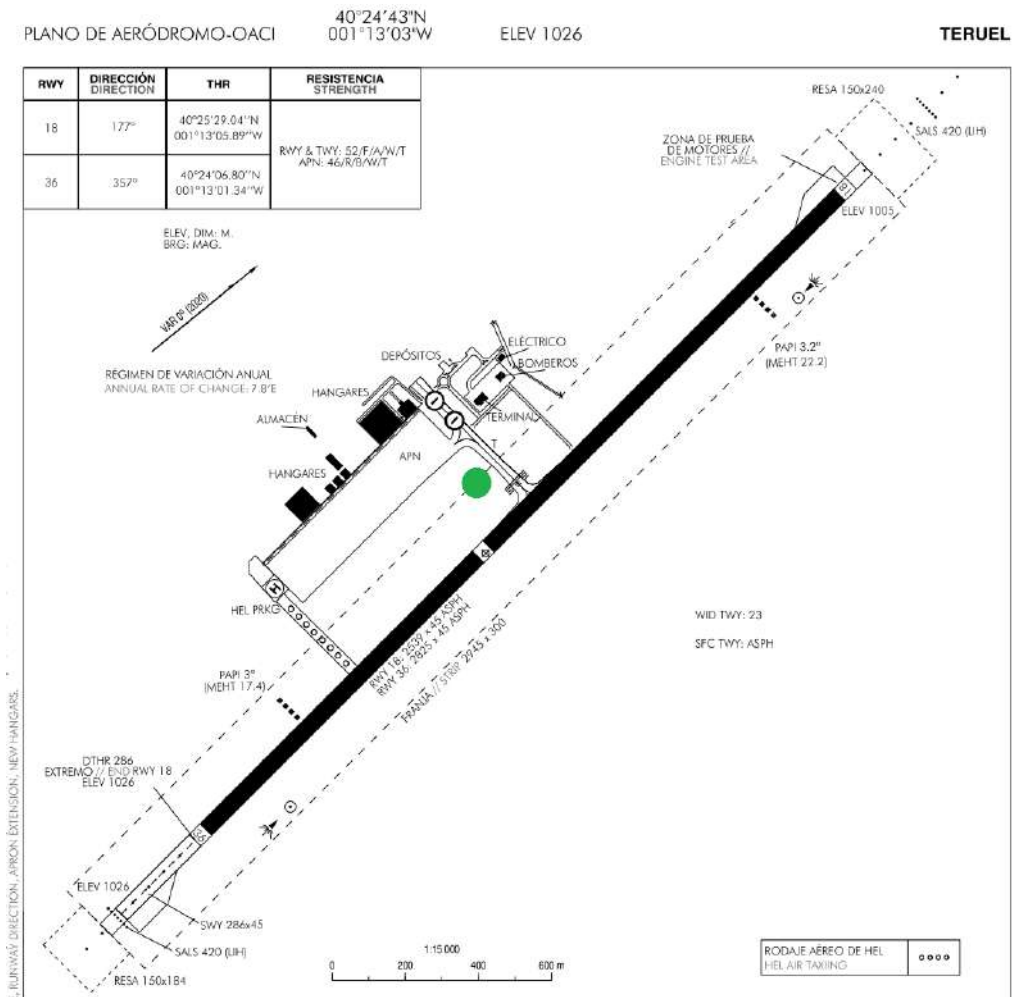 PLANO DE AERÓDROMO-OACI
40°24'43"N
001°13'03"W
ELEV 1026
TERUEL
RWY
DIRECCIÓN
DIRECTION
THR
RESISTENCIA
STRENGTH
18
177°
40°25'29.04"N
001°13'05.89"W
RWY & TWY: 52/F/A/W/T
APN: 46/R/B/W/T
36
357°
40°24'06.80"N
001°13'01.34"W
ELEV, DIM: M.
BRG: MAG.
VAR 0° (2020)
RÉGIMEN DE VARIACIÓN ANUAL
ANNUAL RATE OF CHANGE: 7.8'E
RESA 150x240
SALS 420 (LIH)
ZONA DE PRUEBA
DE MOTORES //
ENGINE TEST AREA
18
ELEV 1005
PAPI 3.2°
(MEHT 22.2)
ELÉCTRICO
DEPÓSITOS
BOMBEROS
HANGARES
TERMINAL
ALMACÉN
T
APN
HANGARES
H
HEL PRKG
RWY 18: 2539 x 45 ASPH
RWY 36: 2825 x 45 ASPH
FRANJA // STRIP 2945 x 300
WID TWY: 23
SFC TWY: ASPH
PAPI 3°
(MEHT 17.4)
DTHR 286
EXTREMO // END RWY 18
ELEV 1026
36
ELEV 1026
SWY 286x45
SALS 420 (LIH)
RESA 150x184
1:15 000
0 200 400 600 m
RODAJE AÉREO DE HEL
HEL AIR TAXIING
RUNWAY DIRECTION, APRON EXTENSION, NEW HANGARS.